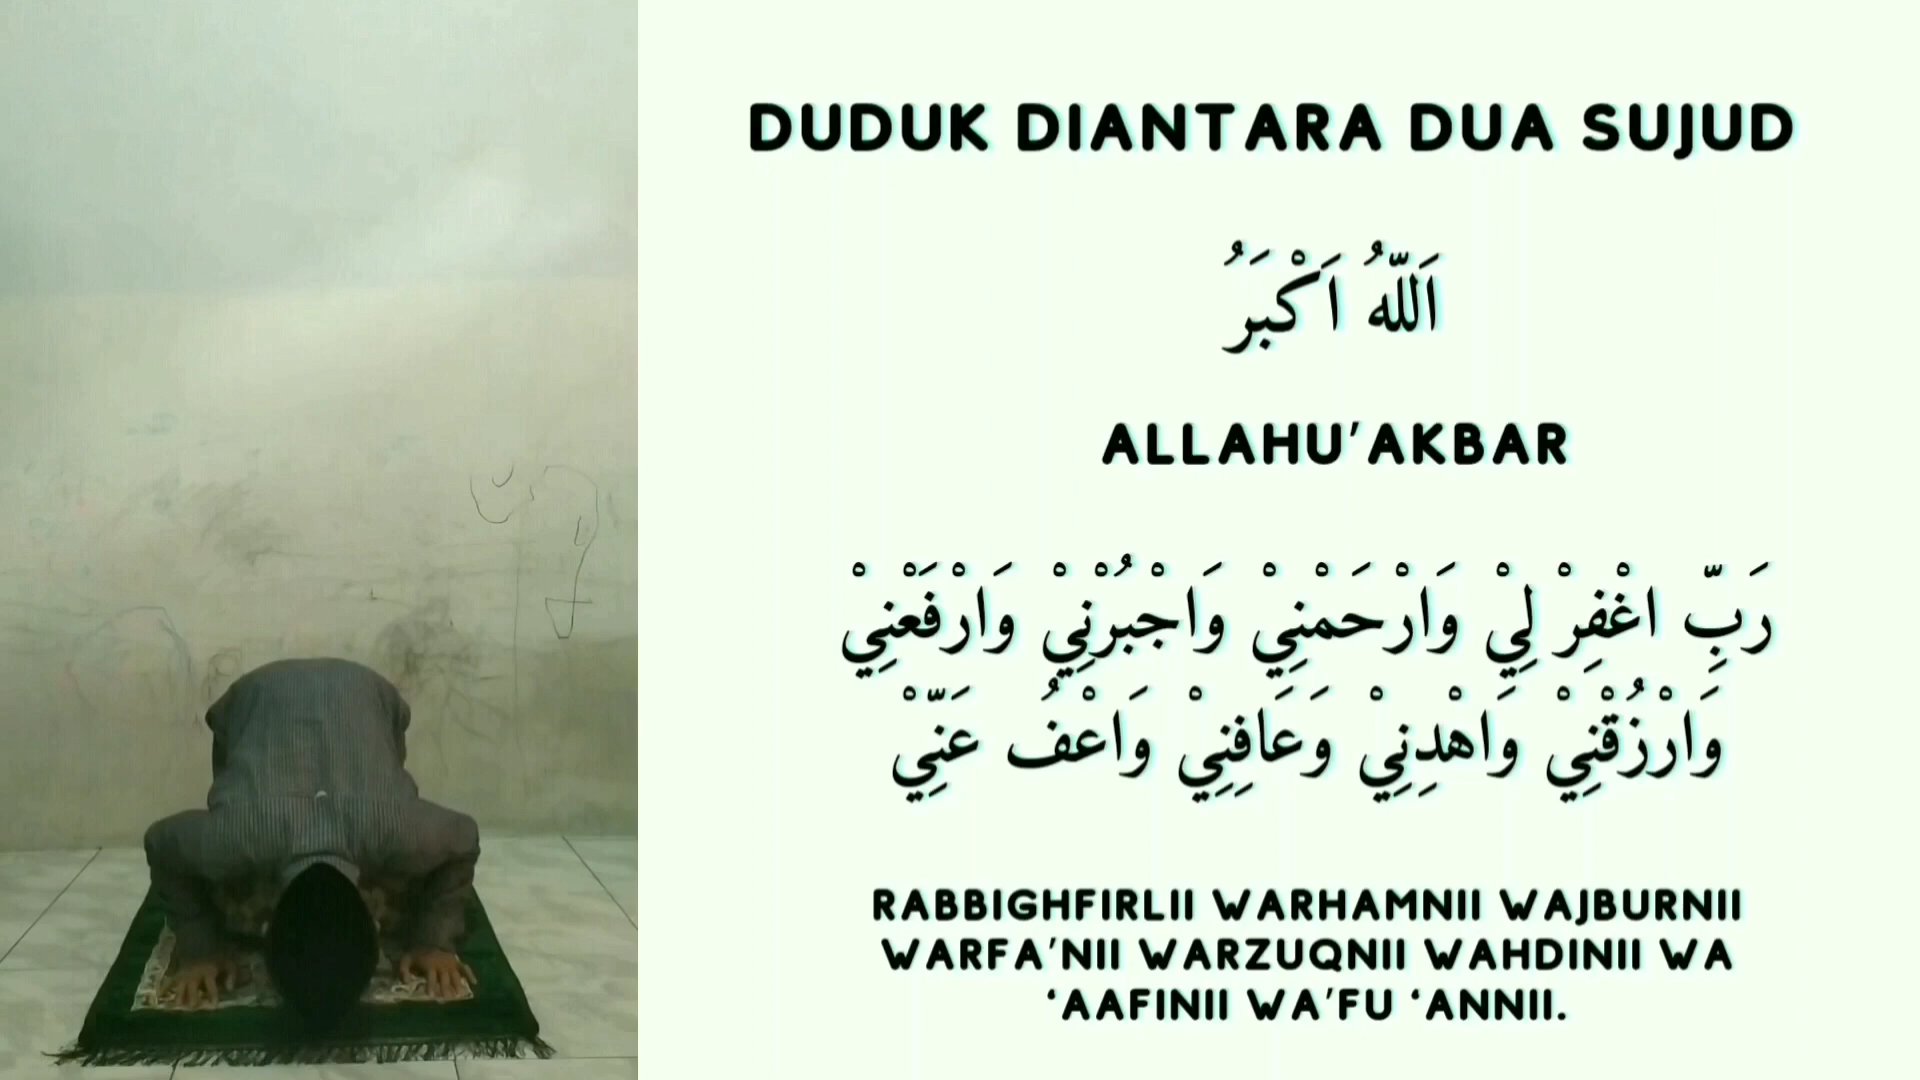 DUDUK DIANTARA DUA SUJUD
اَللّٰهُ اَكْبَرُ
ALLAHU'AKBAR
رَبِّ اغْفِرْ لِيْ وَارْحَمْنِيْ وَاجْبُرْنِيْ وَارْفَعْنِيْ
وَارْزُقْنِيْ وَاهْدِنِيْ وَعَافِنِيْ وَاعْفُ عَنِّيْ
RABBIGHFIRLII WARHAMNII WAJBURNII
WARFA'NII WARZUQNII WAHDINII WA
‘AAFINII WA'FU ‘ANNII.